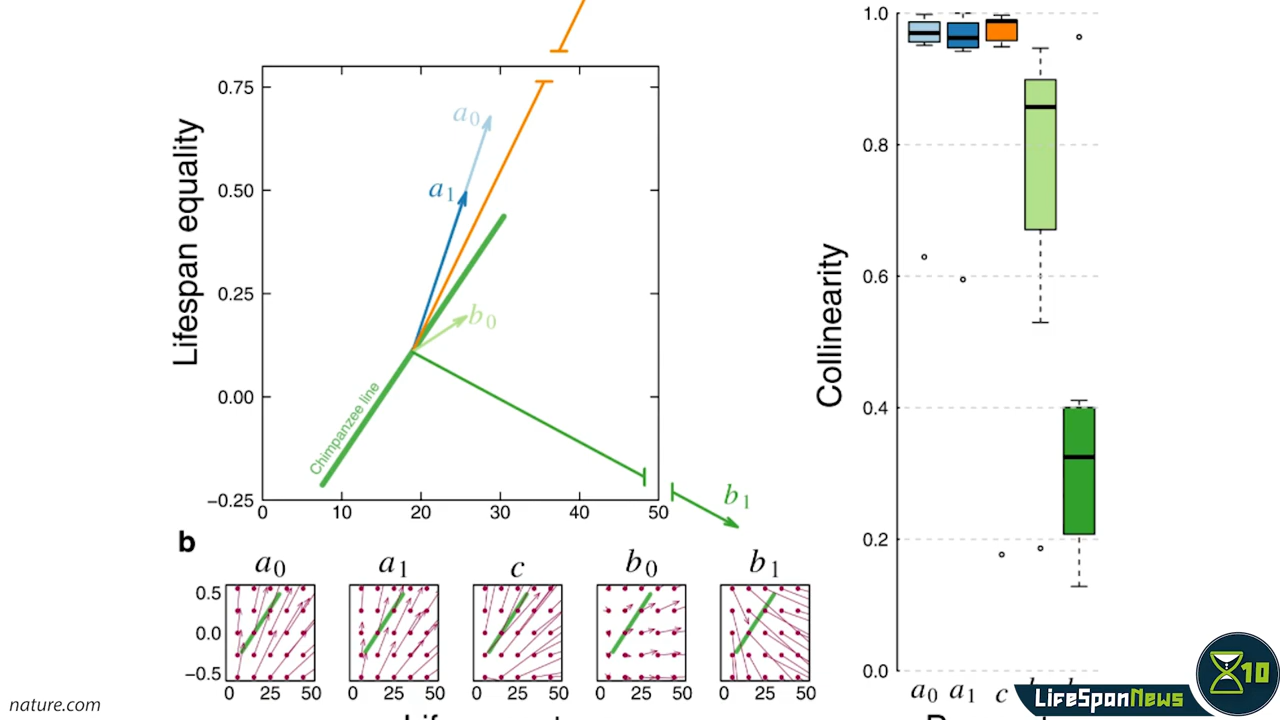 Lifespan equality
0.75
0.50
0.25
0.00
−0.25
0 10 20 30 40 50
a0
a1
b0
b1
Chimpanzee line
b
a0 a1 c b0 b1
0.5
0.0
−0.5
0 25 50 0 25 50 0 25 50 0 25 50 0 25 50
Collinearity
1.0
0.8
0.6
0.4
0.2
0.0
a0 a1 c
nature.com
LifeSpanNews
10